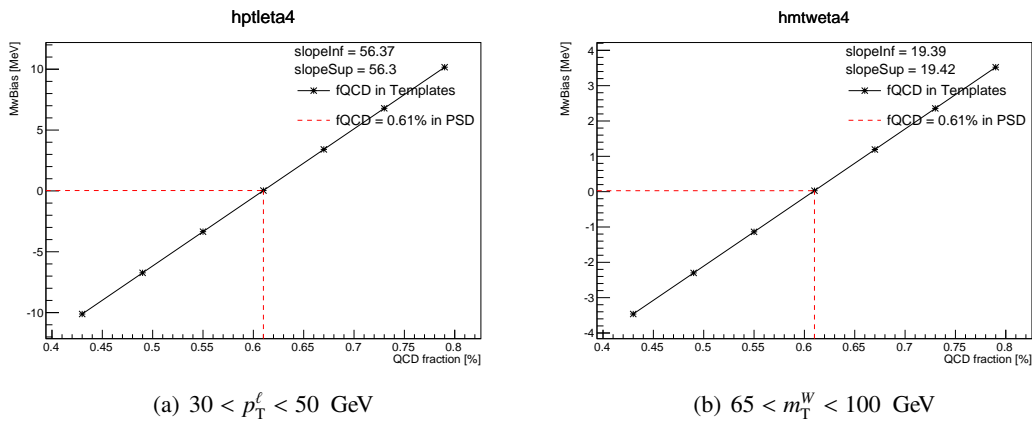 hptleta4
MwBias [MeV]
slopeInf = 56.37
slopeSup = 56.3
fQCD in Templates
fQCD = 0.61% in PSD
10
5
0
-5
-10
0.4 0.45 0.5 0.55 0.6 0.65 0.7 0.75 0.8
QCD fraction [%]
(a) 30 < p_T^ℓ < 50 GeV
hmtweta4
MwBias [MeV]
slopeInf = 19.39
slopeSup = 19.42
fQCD in Templates
fQCD = 0.61% in PSD
4
3
2
1
0
-1
-2
-3
-4
0.4 0.45 0.5 0.55 0.6 0.65 0.7 0.75 0.8
QCD fraction [%]
(b) 65 < m_T^W < 100 GeV